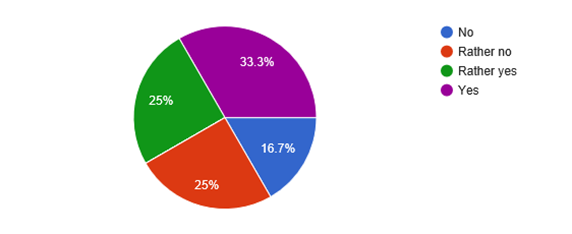 No
Rather no
Rather yes
Yes
33.3%
25%
16.7%
25%